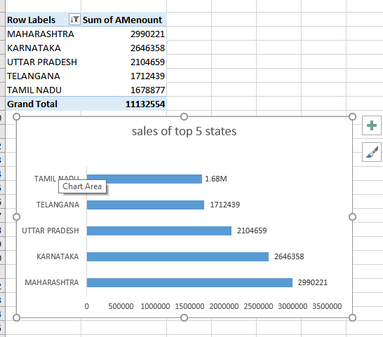 Row Labels Sum of AMenount
MAHARASHTRA 2990221
KARNATAKA 2646358
UTTAR PRADESH 2104659
TELANGANA 1712439
TAMIL NADU 1678877
Grand Total 11132554
sales of top 5 states
TAMIL NADU 1.68M
Chart Area
TELANGANA 1712439
UTTAR PRADESH 2104659
KARNATAKA 2646358
MAHARASHTRA 2990221
0 500000 1000000 1500000 2000000 2500000 3000000 3500000